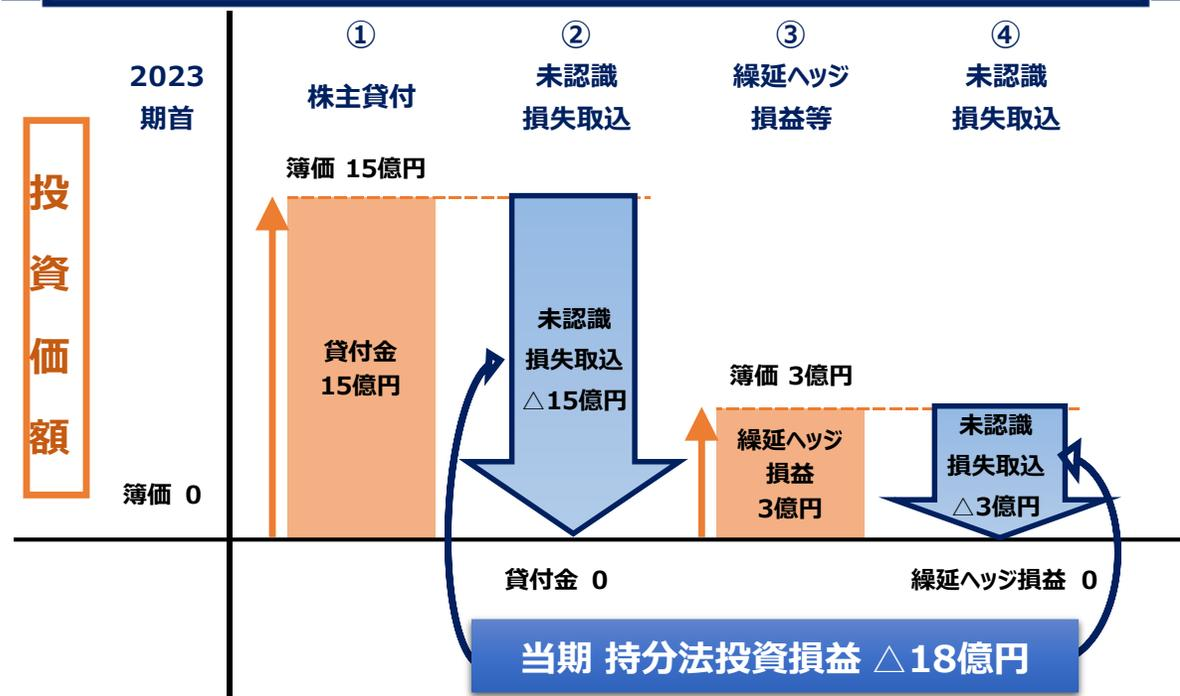 ①
②
③
④
2023
期首
株主貸付
未認識
損失取込
繰延ヘッジ
損益等
未認識
損失取込
投資価額
簿価 15億円
貸付金
15億円
未認識
損失取込
△15億円
簿価 3億円
繰延ヘッジ
損益
3億円
未認識
損失取込
△3億円
簿価 0
貸付金 0
繰延ヘッジ損益 0
当期 持分法投資損益 △18億円